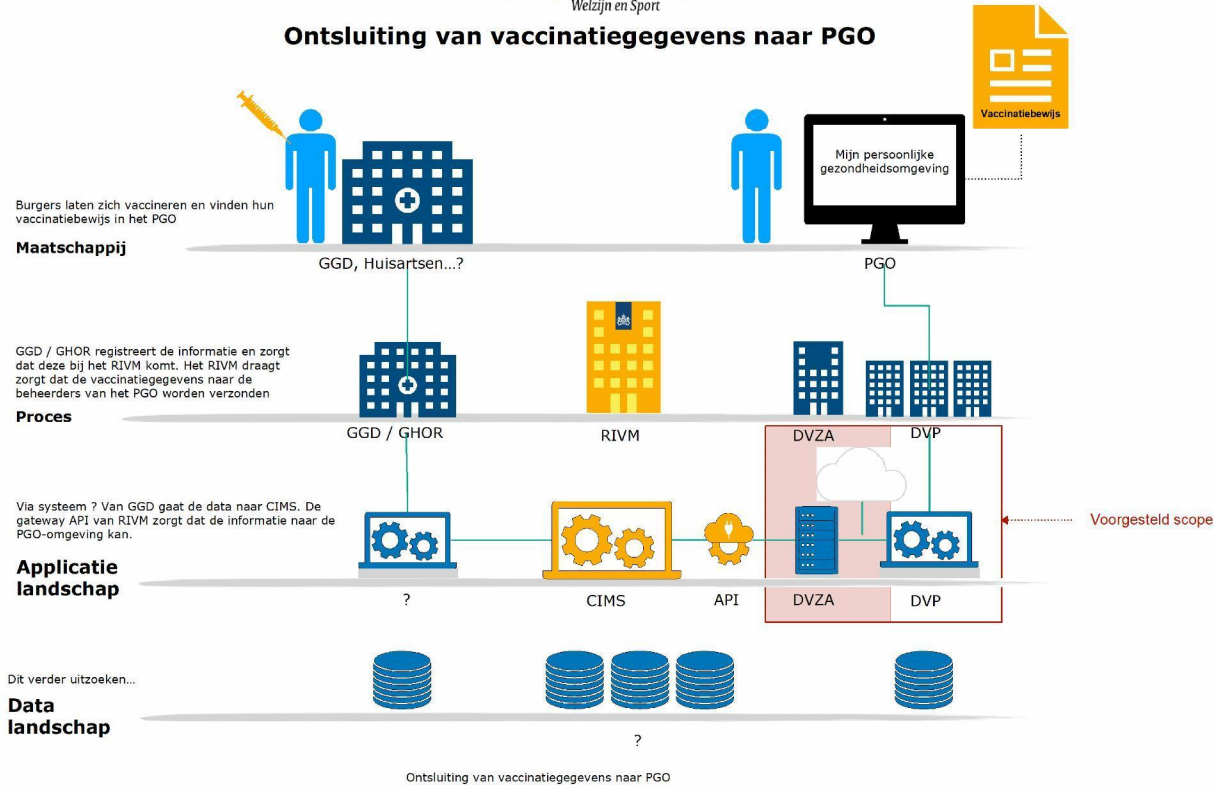 Welzijn en Sport
Ontsluiting van vaccinatiegegevens naar PGO
Vaccinatiebewijs
Mijn persoonlijke
gezondheidsomgeving
Burgers laten zich vaccineren en vinden hun
vaccinatiebewijs in het PGO
Maatschappij
GGD, Huisartsen...?
PGO
GGD / GHOR registreert de informatie en zorgt
dat deze bij het RIVM komt. Het RIVM draagt
zorgt dat de vaccinatiegegevens naar de
beheerders van het PGO worden verzonden
Proces
GGD / GHOR
RIVM
DVZA
DVP
Via systeem ? Van GGD gaat de data naar CIMS. De
gateway API van RIVM zorgt dat de informatie naar de
PGO-omgeving kan.
Voorgesteld scope
Applicatie
landschap
?
CIMS
API
DVZA
DVP
Dit verder uitzoeken...
Data
landschap
?
Ontsluiting van vaccinatiegegevens naar PGO